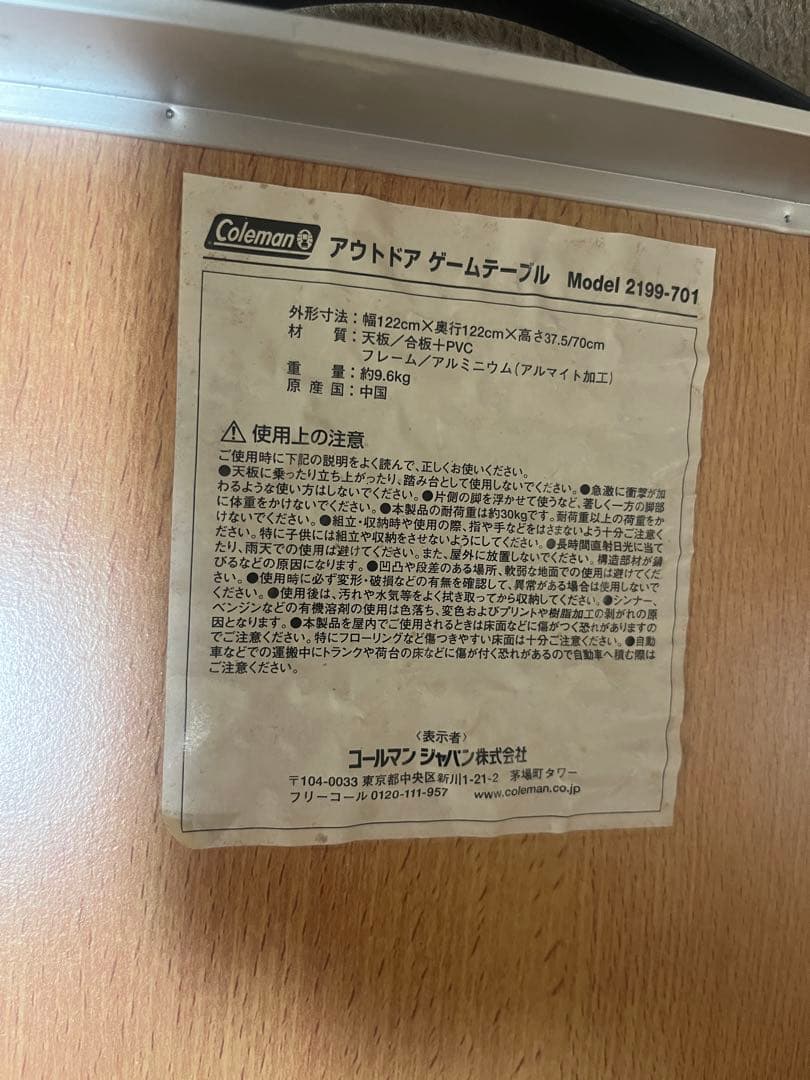 Coleman アウトドア ゲームテーブル Model 2199-701
外形寸法：幅122cm×奥行122cm×高さ37.5/70cm
材 質：天板／合板＋PVC
フレーム／アルミニウム（アルマイト加工）
重 量：約9.6kg
原産国：中国
⚠使用上の注意
ご使用時に下記の説明をよく読んで、正しくお使いください。
●天板に乗ったり立ち上がったり、踏み台として使用しないでください。●急激に衝撃が加
わるような使い方はしないでください。●片側の脚を浮かせて使うなど、著しく一方の脚部
に体重をかけないでください。●本製品の耐荷重は約30kgです。耐荷重以上の荷重をか
けないでください。●組立・収納時や使用の際、指や手などをはさまないよう十分ご注意く
ださい。特に子供には組立や収納をさせないようにしてください。●長時間直射日光に当て
たり、雨天での使用は避けてください。また、屋外に放置しないでください。構造部材が錆
びるなどの原因になります。●凹凸や段差のある場所、軟弱な地面での使用は避けてくだ
さい。●使用時に必ず変形・破損などの有無を確認して、異常がある場合は使用しないで
ください。●使用後は、汚れや水気等をよく拭き取ってから収納してください。●シンナー、
ベンジンなどの有機溶剤の使用は色落ち、変色およびプリントや樹脂加工の剥がれの原
因となります。●本製品を屋内でご使用されるときは床面などに傷がつく恐れがありますの
でご注意ください。特にフローリングなど傷つきやすい床面は十分ご注意ください。●自動
車などでの運搬中にトランクや荷台の床などに傷が付く恐れがあるので自動車へ積む際は
ご注意ください。
〈表示者〉
コールマン ジャパン株式会社
〒104-0033 東京都中央区新川1-21-2 茅場町タワー
フリーコール 0120-111-957 www.coleman.co.jp